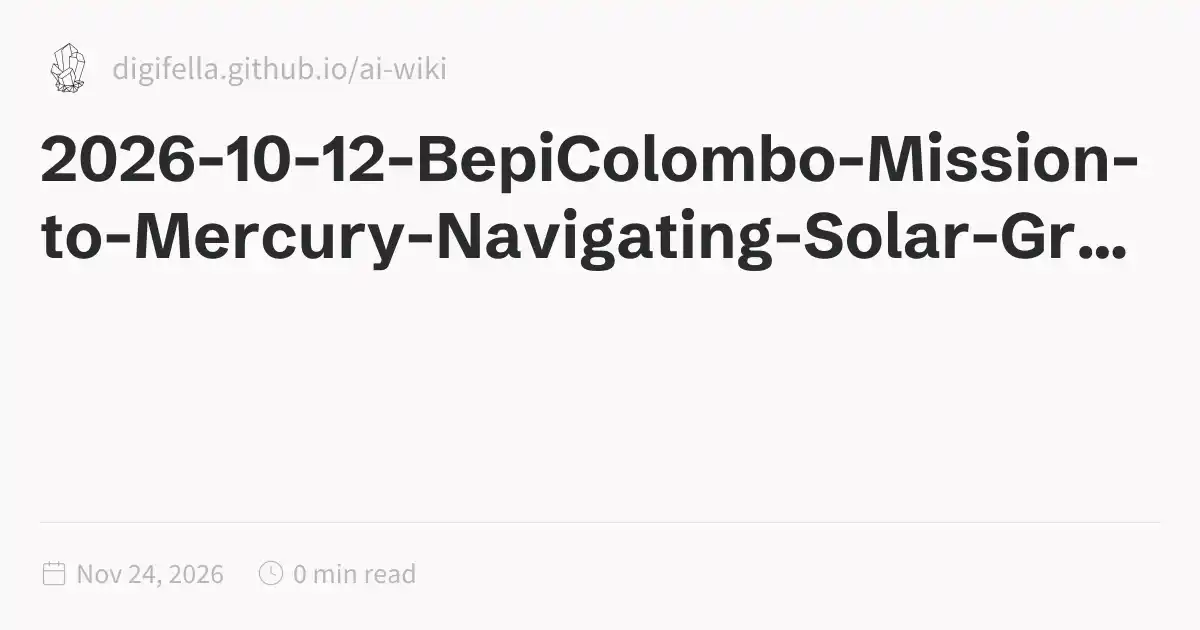 digifella.github.io/ai-wiki
2026-10-12-BepiColombo-Mission-
to-Mercury-Navigating-Solar-Gr...
Nov 24, 2026
0 min read